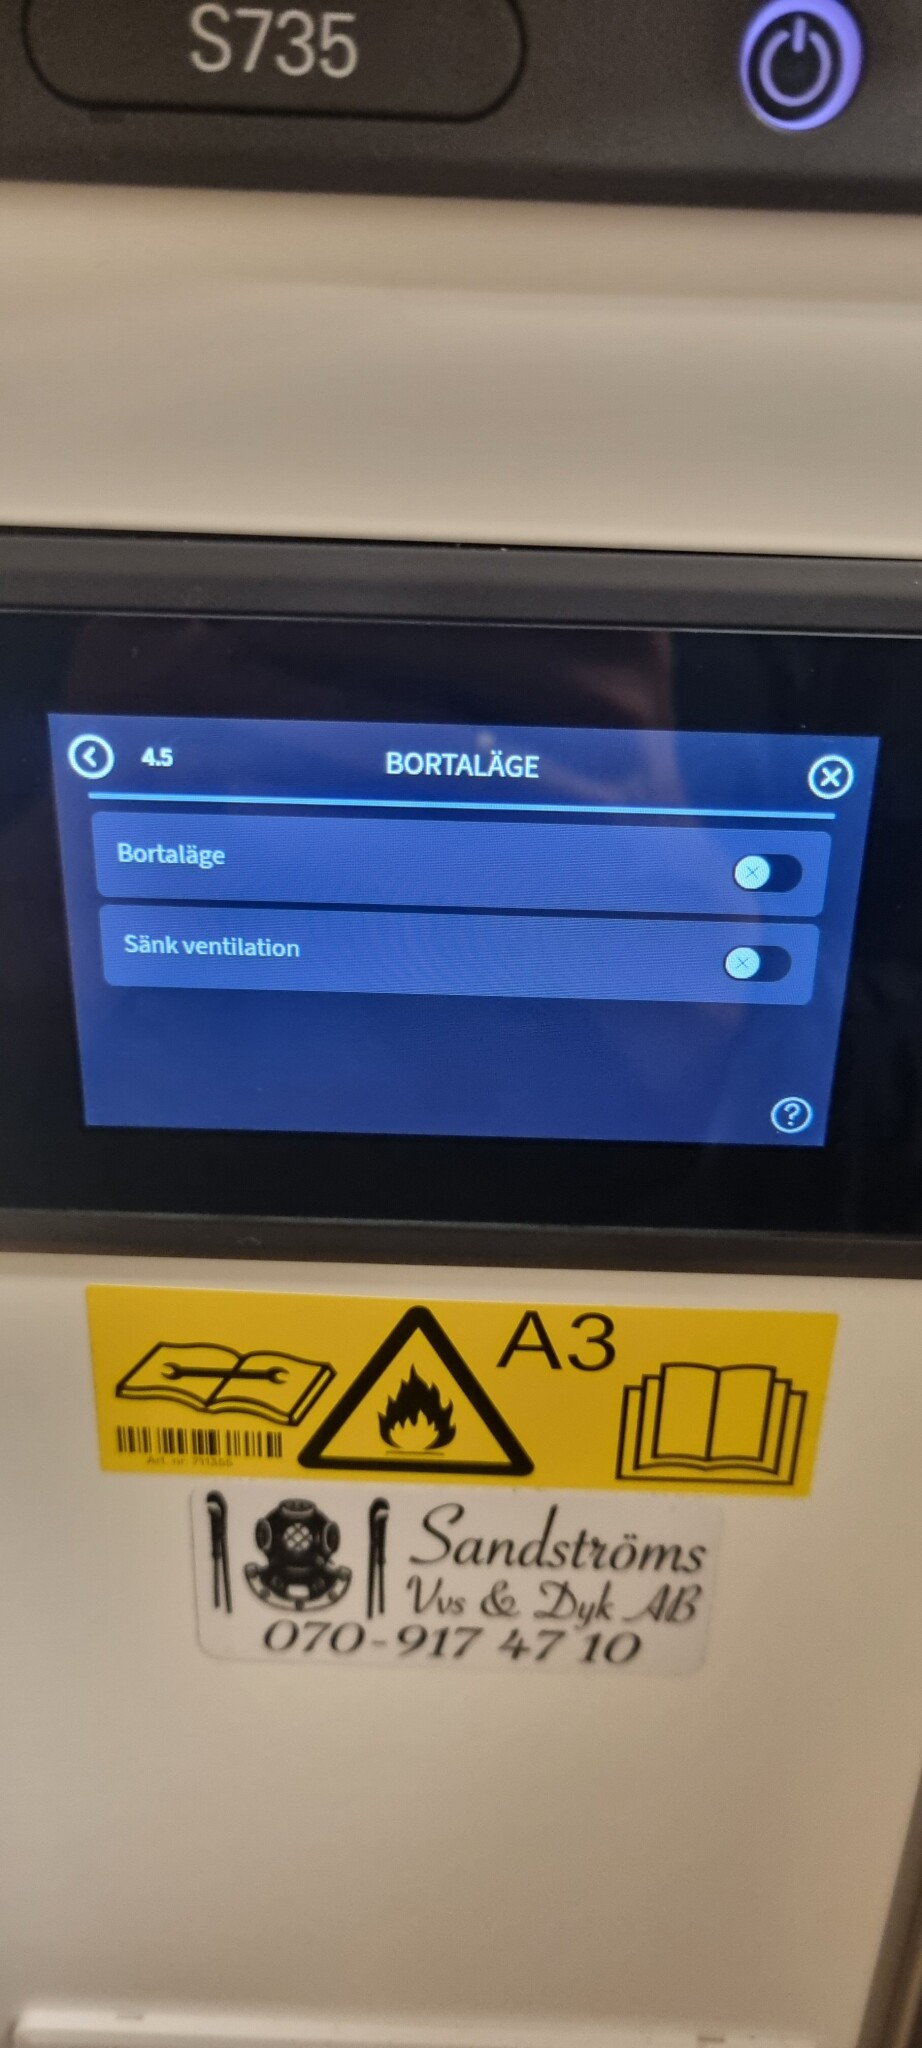 S735
4.5
BORTALÄGE
Bortaläge
Sänk ventilation
?
A3
Sandströms
Vvs & Dyk AB
070-917 47 10